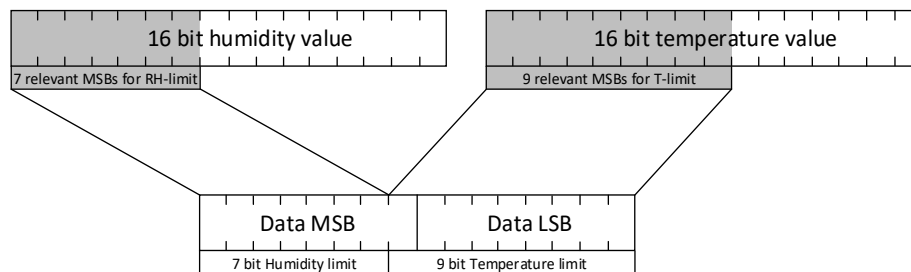 16 bit humidity value
16 bit temperature value
7 relevant MSBs for RH-limit
9 relevant MSBs for T-limit
Data MSB
Data LSB
7 bit Humidity limit
9 bit Temperature limit